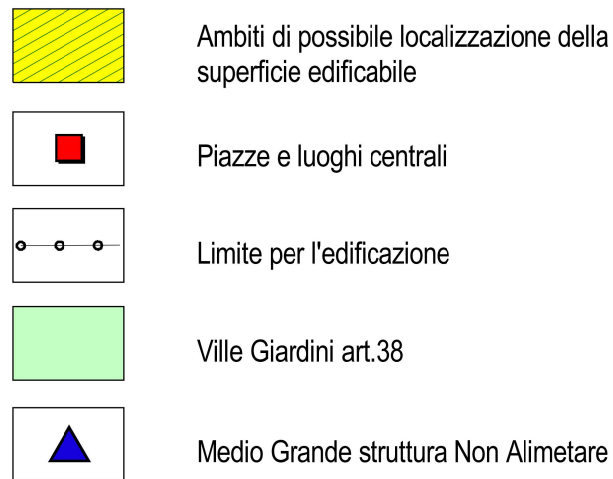 Ambiti di possibile localizzazione della
superficie edificabile
Piazze e luoghi centrali
Limite per l'edificazione
Ville Giardini art.38
Medio Grande struttura Non Alimetare